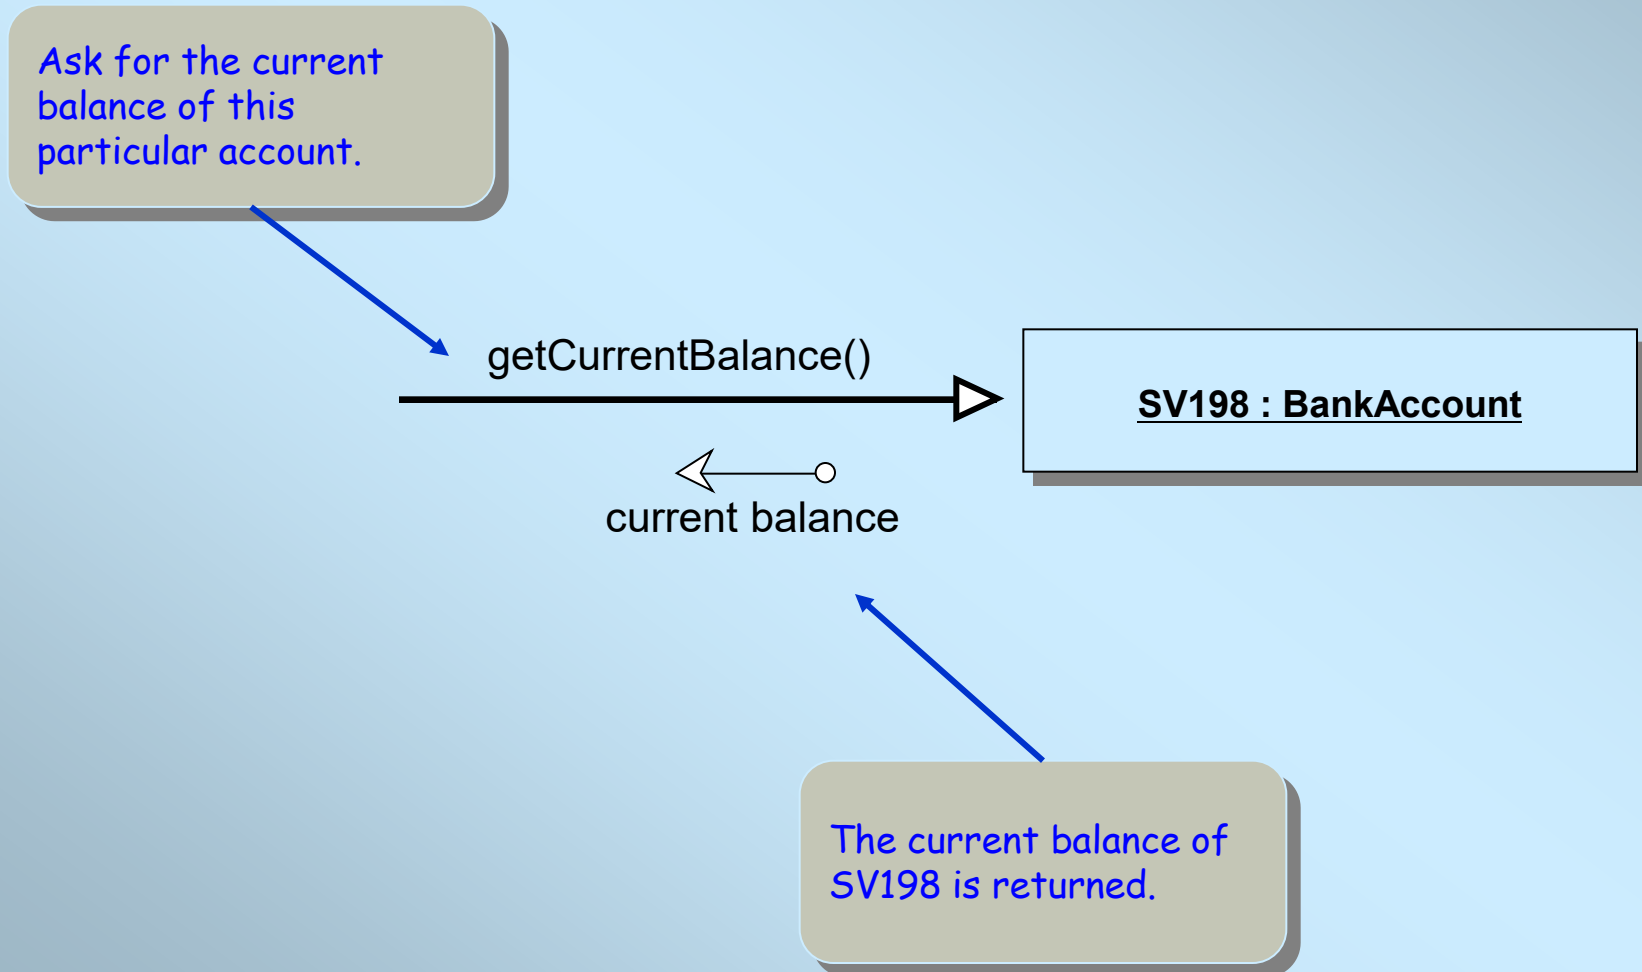 Ask for the current
balance of this
particular account.
getCurrentBalance()
SV198 : BankAccount
current balance
The current balance of
SV198 is returned.